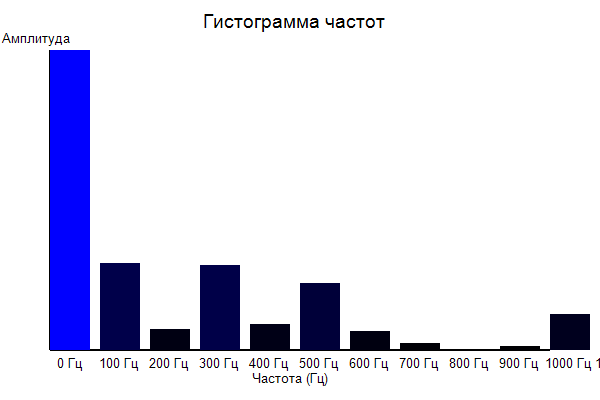 Гистограмма частот
Амплитуда
0 Гц 100 Гц 200 Гц 300 Гц 400 Гц 500 Гц 600 Гц 700 Гц 800 Гц 900 Гц 1000 Гц 1
Частота (Гц)